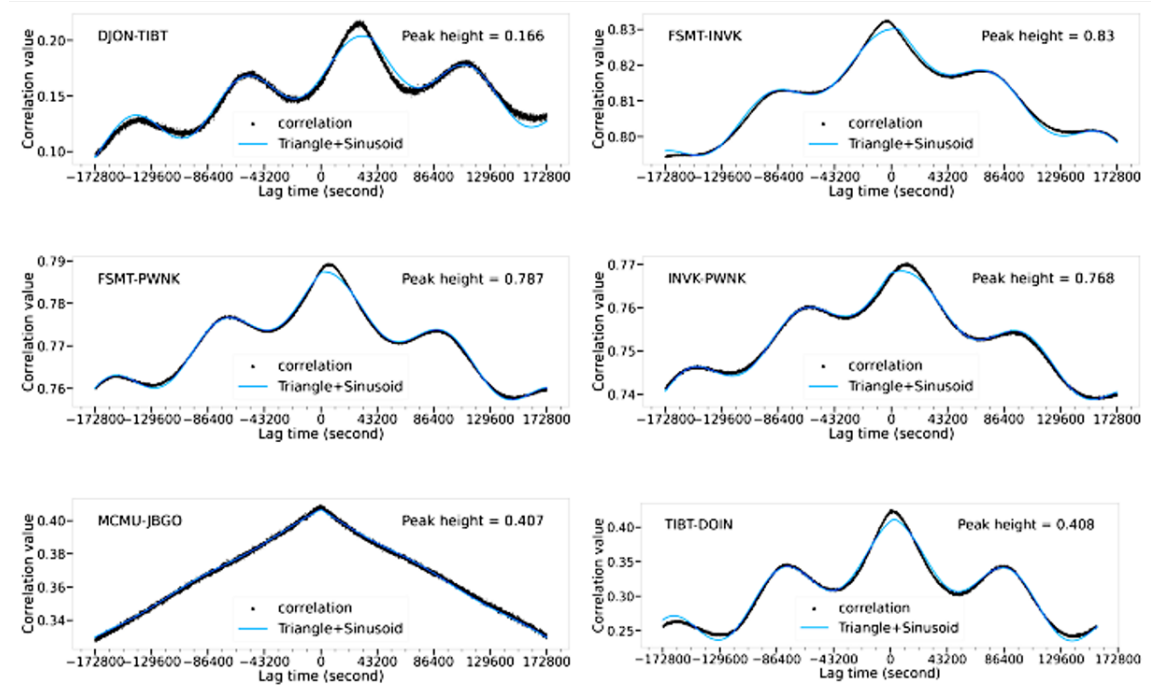 DJON-TIBT
Peak height = 0.166
Correlation value
0.20
0.15
0.10
correlation
Triangle+Sinusoid
−172800 −129600 −86400 −43200 0 43200 86400 129600 172800
Lag time (second)
FSMT-INVK
Peak height = 0.83
Correlation value
0.83
0.82
0.81
0.80
correlation
Triangle+Sinusoid
−172800 −129600 −86400 −43200 0 43200 86400 129600 172800
Lag time (second)
FSMT-PWNK
Peak height = 0.787
Correlation value
0.79
0.78
0.77
0.76
correlation
Triangle+Sinusoid
−172800 −129600 −86400 −43200 0 43200 86400 129600 172800
Lag time (second)
INVK-PWNK
Peak height = 0.768
Correlation value
0.77
0.76
0.75
0.74
correlation
Triangle+Sinusoid
−172800 −129600 −86400 −43200 0 43200 86400 129600 172800
Lag time (second)
MCMU-JBGO
Peak height = 0.407
Correlation value
0.40
0.38
0.36
0.34
correlation
Triangle+Sinusoid
−172800 −129600 −86400 −43200 0 43200 86400 129600 172800
Lag time (second)
TIBT-DOIN
Peak height = 0.408
Correlation value
0.40
0.35
0.30
0.25
correlation
Triangle+Sinusoid
−172800 −129600 −86400 −43200 0 43200 86400 129600 172800
Lag time (second)